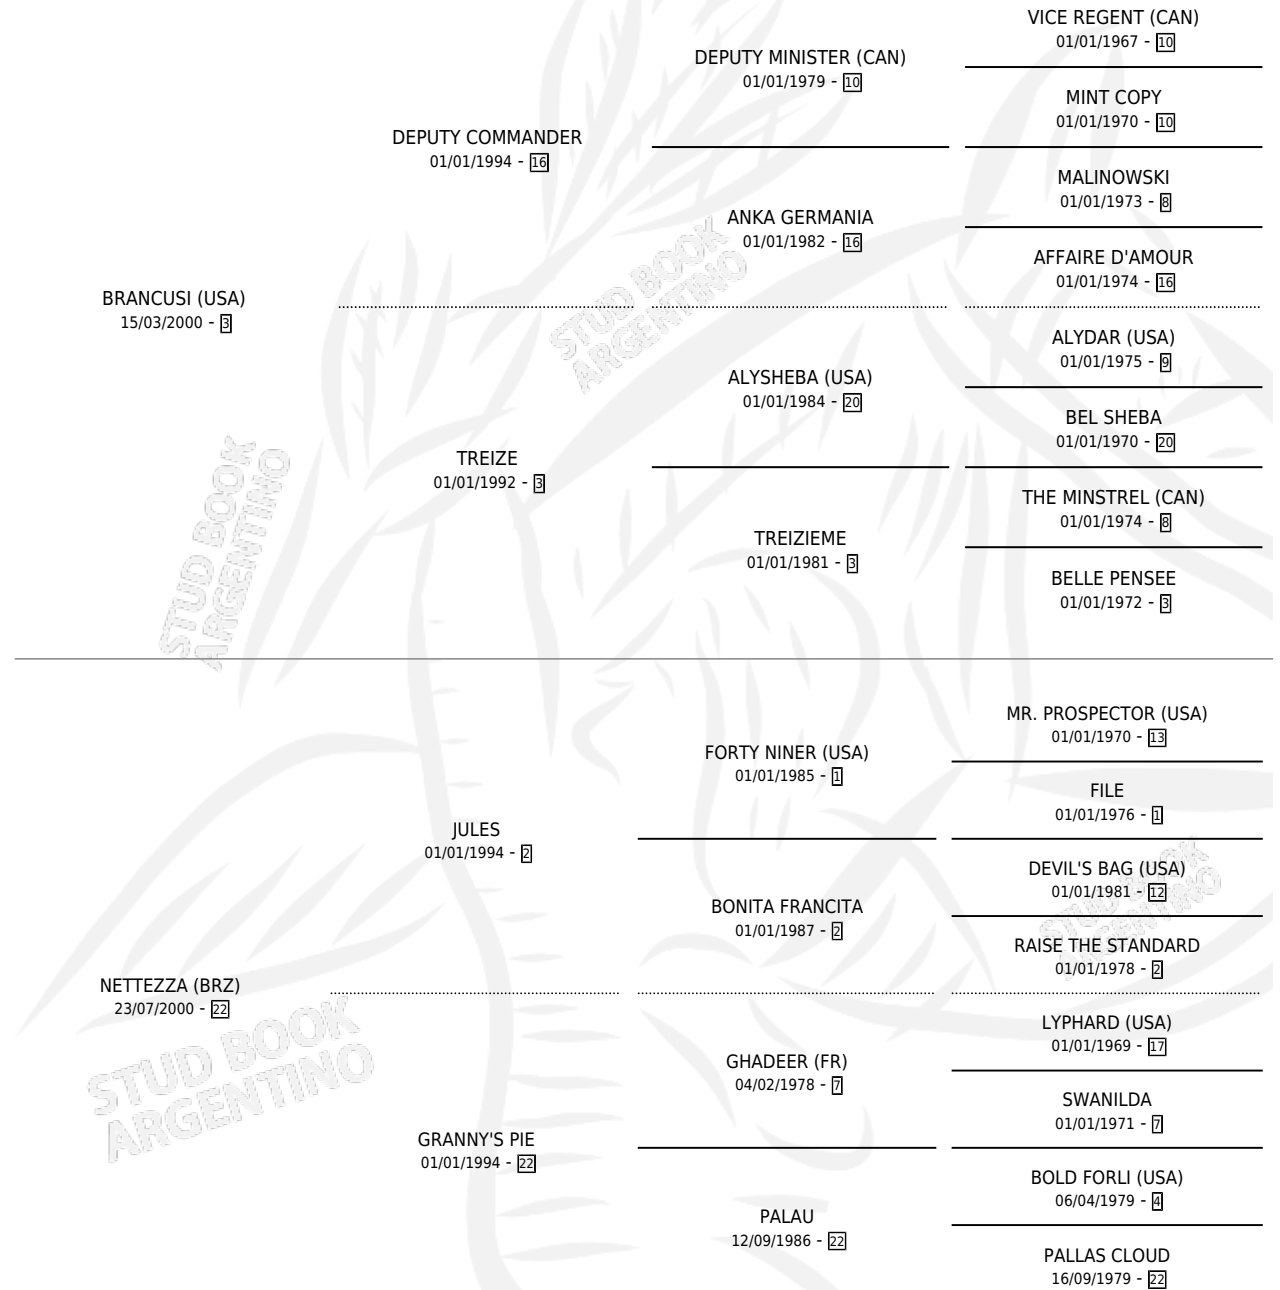 VICE REGENT (CAN)
01/01/1967 - 10
DEPUTY MINISTER (CAN)
01/01/1979 - 10
MINT COPY
01/01/1970 - 10
DEPUTY COMMANDER
01/01/1994 - 16
MALINOWSKI
01/01/1973 - 8
ANKA GERMANIA
01/01/1982 - 16
AFFAIRE D'AMOUR
01/01/1974 - 16
BRANCUSI (USA)
15/03/2000 - 3
ALYDAR (USA)
01/01/1975 - 9
ALYSHEBA (USA)
01/01/1984 - 20
BEL SHEBA
01/01/1970 - 20
TREIZE
01/01/1992 - 3
THE MINSTREL (CAN)
01/01/1974 - 8
TREIZIEME
01/01/1981 - 3
BELLE PENSEE
01/01/1972 - 3
MR. PROSPECTOR (USA)
01/01/1970 - 13
FORTY NINER (USA)
01/01/1985 - 1
FILE
01/01/1976 - 1
JULES
01/01/1994 - 2
DEVIL'S BAG (USA)
01/01/1981 - 12
BONITA FRANCITA
01/01/1987 - 2
RAISE THE STANDARD
01/01/1978 - 2
NETTEZZA (BRZ)
23/07/2000 - 22
LYPHARD (USA)
01/01/1969 - 17
GHADEER (FR)
04/02/1978 - 7
SWANILDA
01/01/1971 - 7
GRANNY'S PIE
01/01/1994 - 22
BOLD FORLI (USA)
06/04/1979 - 4
PALAU
12/09/1986 - 22
PALLAS CLOUD
16/09/1979 - 22
STUD BOOK
ARGENTINO
STUD BOOK
ARGENTINO
STUD BOOK
ARGENTINO
STUD BOOK
ARGENTINO